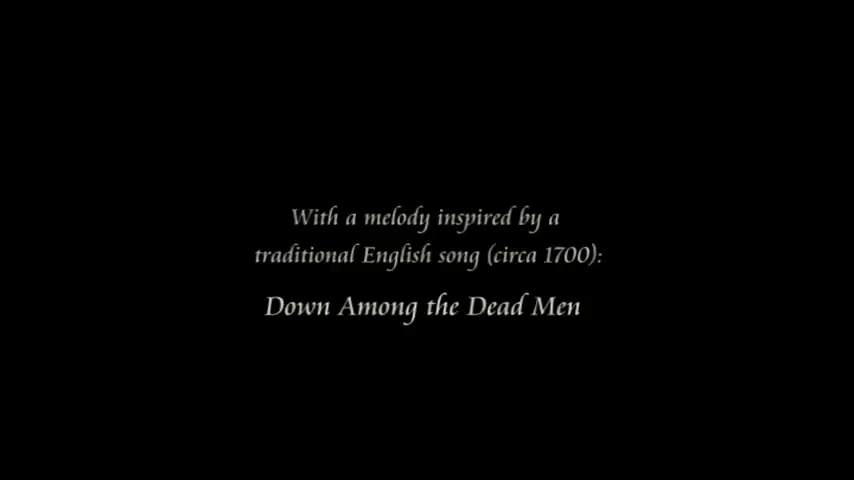 With a melody inspired by a
traditional English song (circa 1700):
Down Among the Dead Men